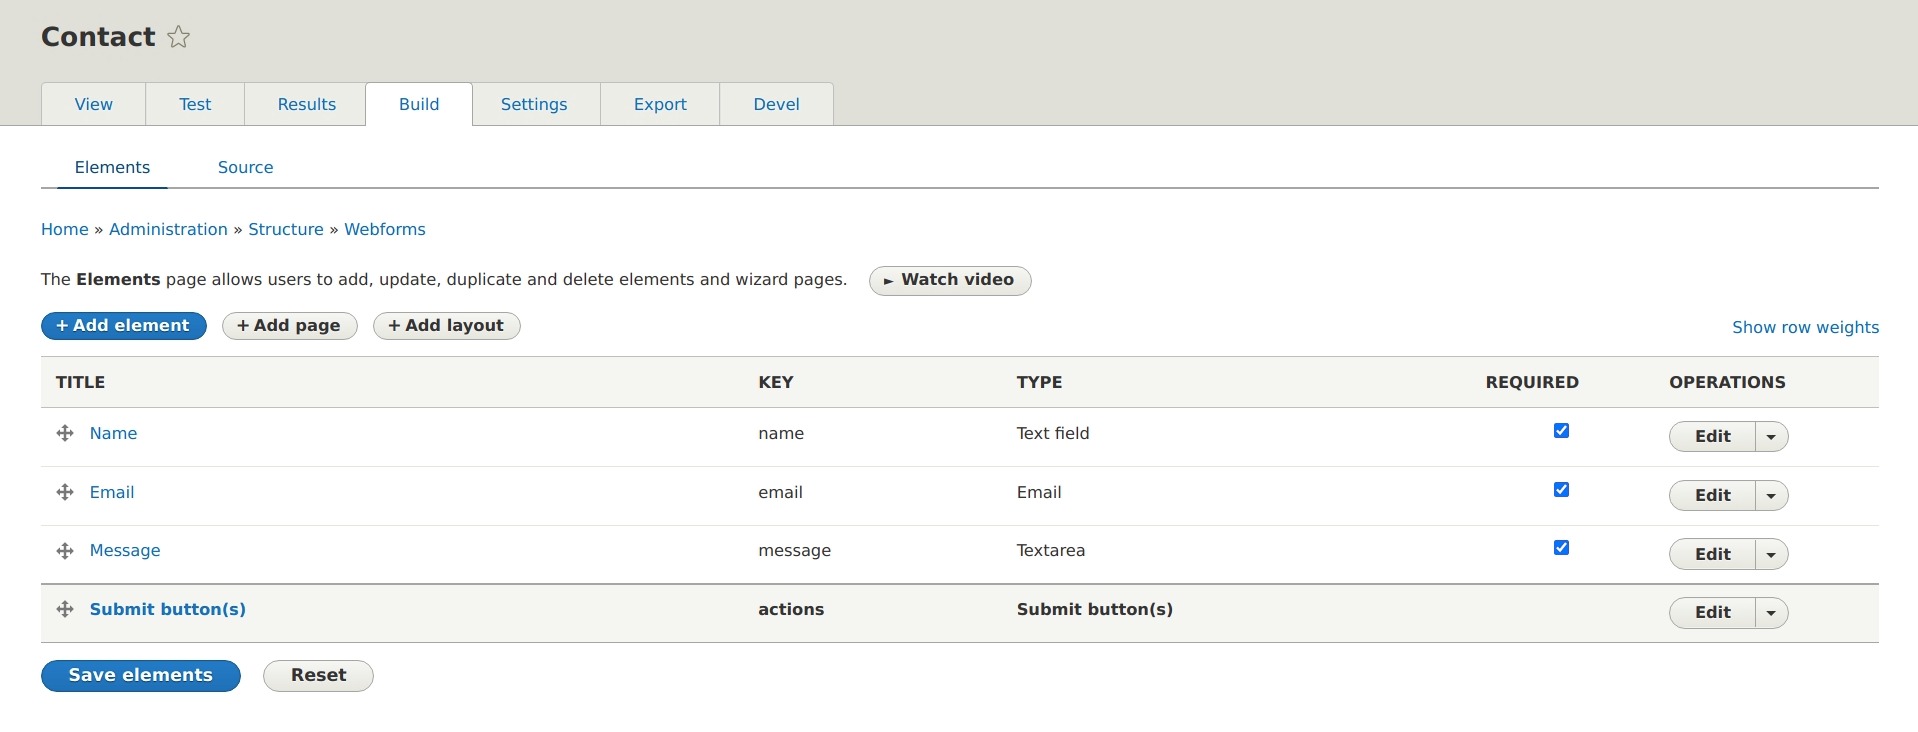 Contact
View Test Results Build Settings Export Devel
Elements Source
Home » Administration » Structure » Webforms
The Elements page allows users to add, update, duplicate and delete elements and wizard pages. ► Watch video
+ Add element + Add page + Add layout Show row weights
TITLE KEY TYPE REQUIRED OPERATIONS
Name name Text field Edit
Email email Email Edit
Message message Textarea Edit
Submit button(s) actions Submit button(s) Edit
Save elements Reset